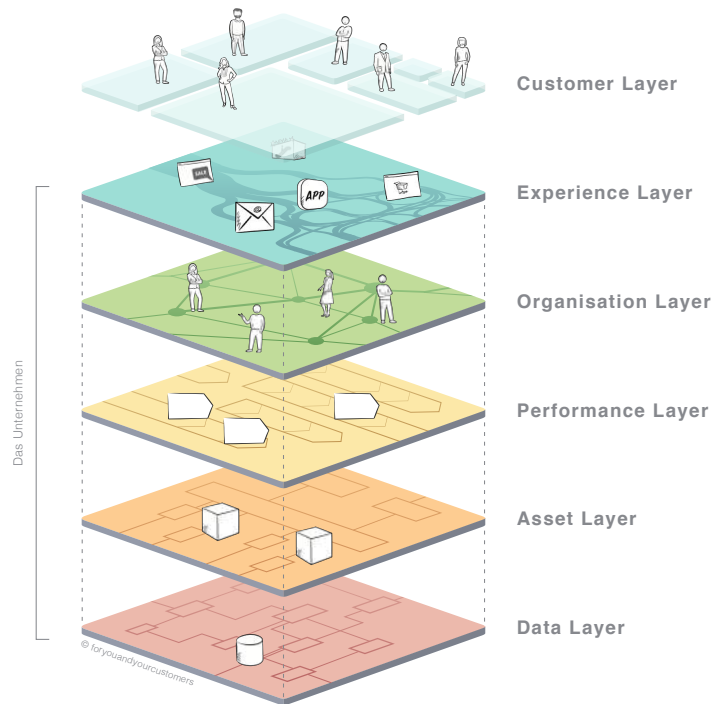 Customer Layer
SALE
@
APP
Experience Layer
Organisation Layer
Das Unternehmen
Performance Layer
Asset Layer
Data Layer
© foryouandyourcustomers